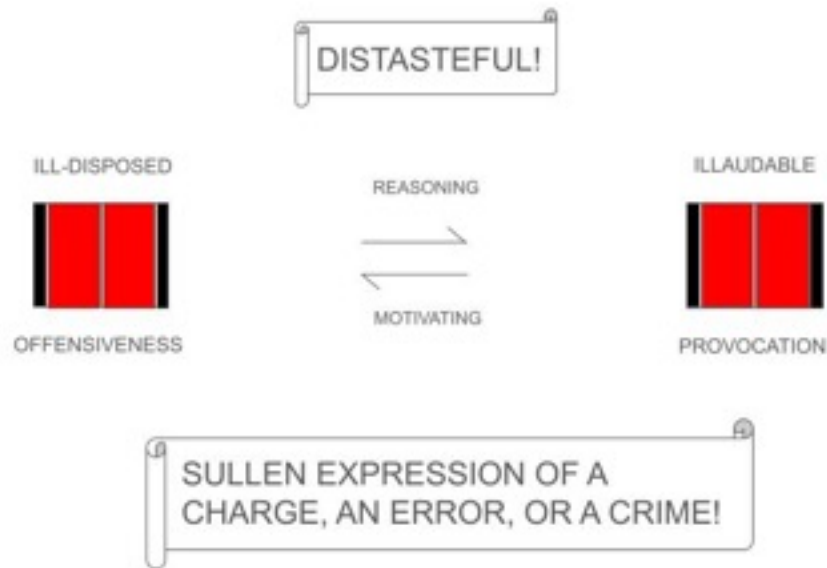 DISTASTEFUL!
ILL-DISPOSED
ILLAUDABLE
REASONING
MOTIVATING
OFFENSIVENESS
PROVOCATION
SULLEN EXPRESSION OF A
CHARGE, AN ERROR, OR A CRIME!